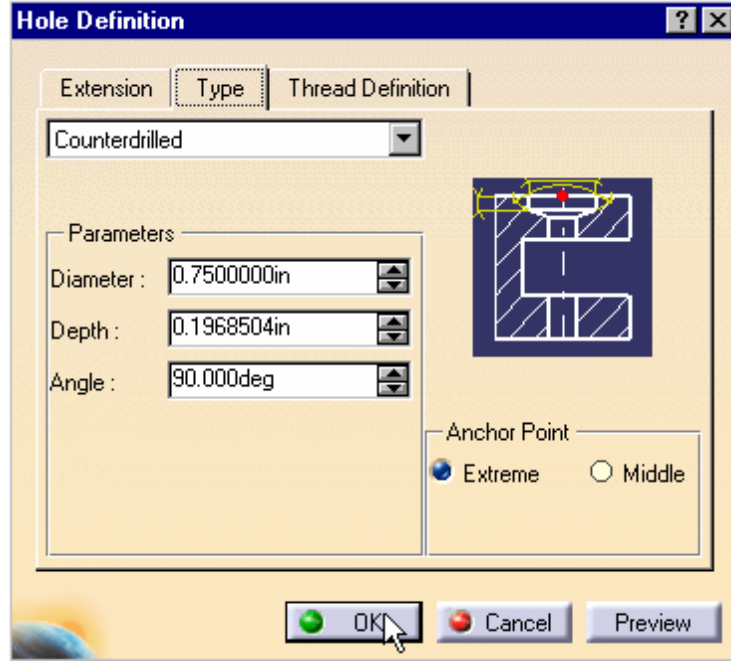 Hole Definition
Extension Type Thread Definition
Counterdrilled
Parameters
Diameter : 0.7500000in
Depth : 0.1968504in
Angle : 90.000deg
Anchor Point
Extreme Middle
OK Cancel Preview